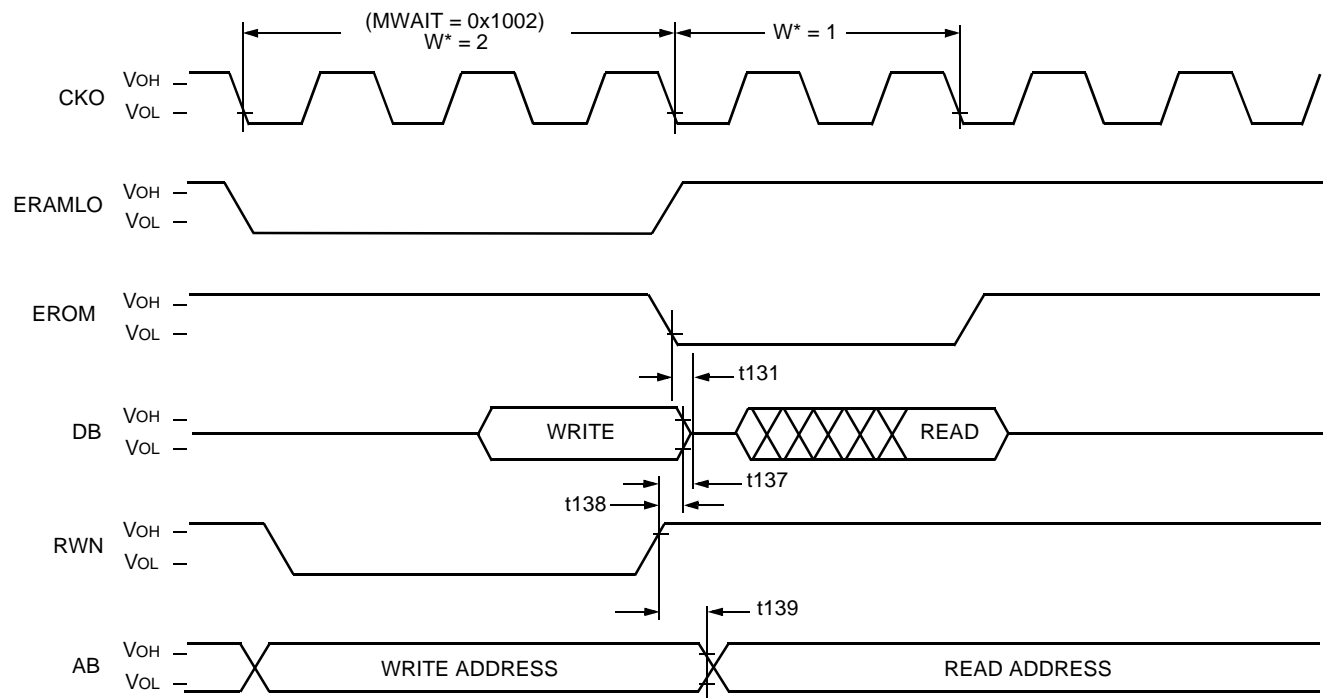 (MWAIT = 0x1002)
W* = 2
W* = 1
CKO
VOH
VOL
ERAMLO
VOH
VOL
EROM
VOH
VOL
t131
DB
VOH
VOL
WRITE
READ
t137
t138
RWN
VOH
VOL
t139
AB
VOH
VOL
WRITE ADDRESS
READ ADDRESS